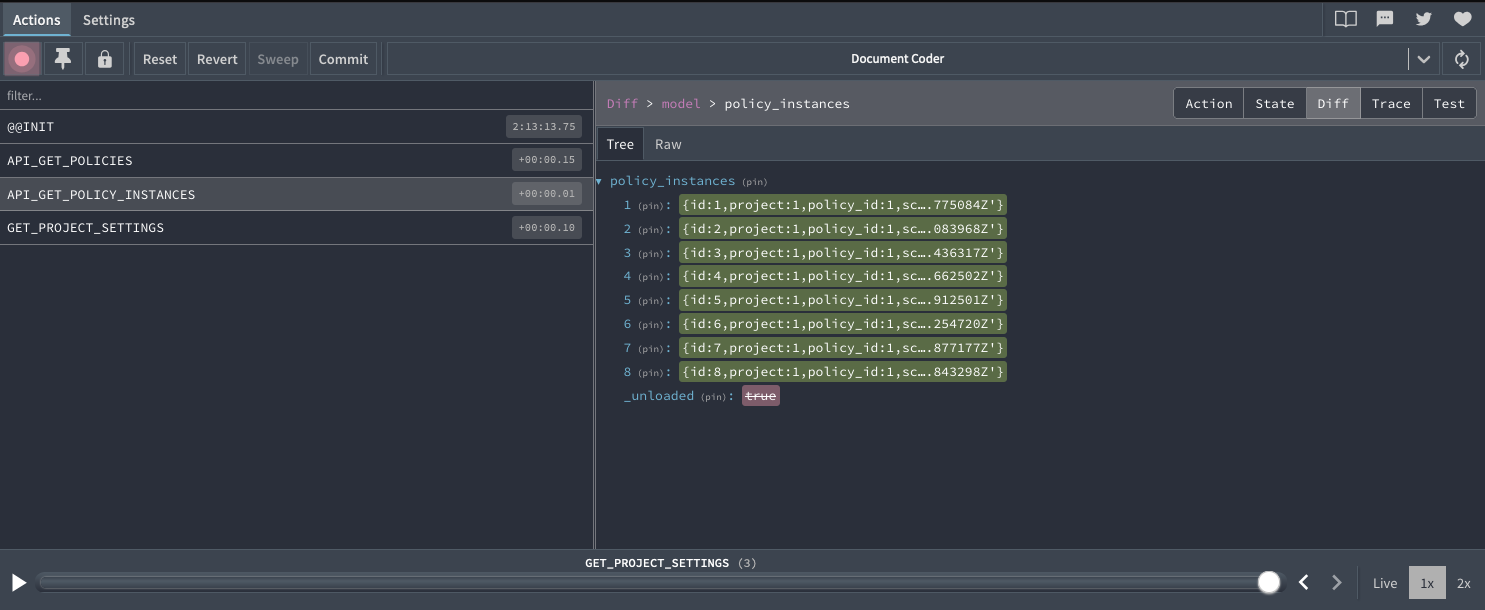 Actions Settings
Reset Revert Sweep Commit Document Coder
filter...
@@INIT 2:13:13.75
API_GET_POLICIES +00:00.15
API_GET_POLICY_INSTANCES +00:00.01
GET_PROJECT_SETTINGS +00:00.10
Diff > model > policy_instances Action State Diff Trace Test
Tree Raw
policy_instances (pin)
1 (pin): {id:1,project:1,policy_id:1,sc….775084Z'}
2 (pin): {id:2,project:1,policy_id:1,sc….083968Z'}
3 (pin): {id:3,project:1,policy_id:1,sc….436317Z'}
4 (pin): {id:4,project:1,policy_id:1,sc….662502Z'}
5 (pin): {id:5,project:1,policy_id:1,sc….912501Z'}
6 (pin): {id:6,project:1,policy_id:1,sc….254720Z'}
7 (pin): {id:7,project:1,policy_id:1,sc….877177Z'}
8 (pin): {id:8,project:1,policy_id:1,sc….843298Z'}
_unloaded (pin): true
GET_PROJECT_SETTINGS (3)
Live 1x 2x